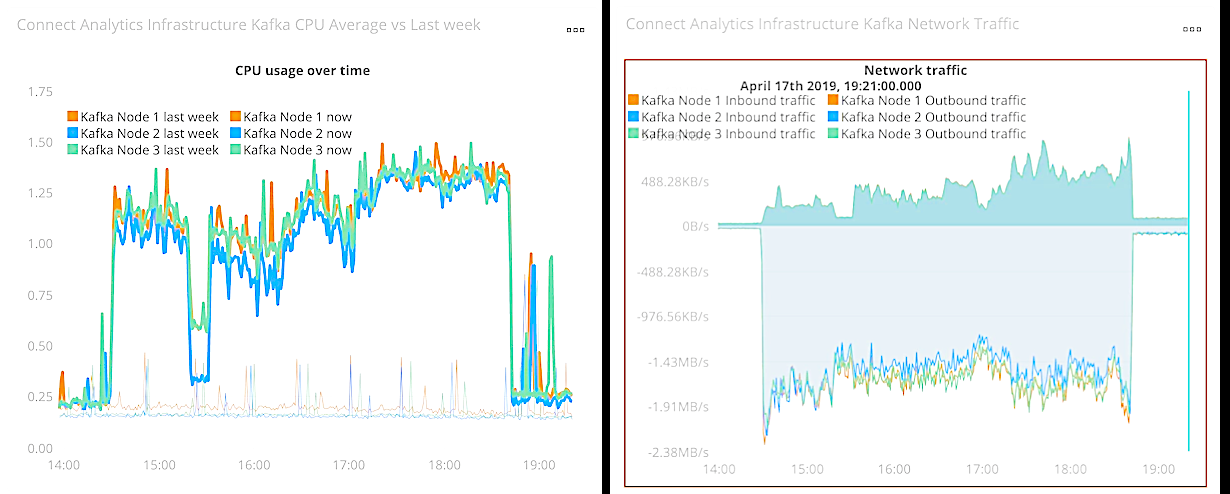 Connect Analytics Infrastructure Kafka CPU Average vs Last week
CPU usage over time
1.75
Kafka Node 1 last week Kafka Node 1 now
Kafka Node 2 last week Kafka Node 2 now
1.50
Kafka Node 3 last week Kafka Node 3 now
1.25
1.00
0.75
0.50
0.25
0.00
14:00 15:00 16:00 17:00 18:00 19:00
Connect Analytics Infrastructure Kafka Network Traffic
Network traffic
April 17th 2019, 19:21:00.000
Kafka Node 1 Inbound traffic Kafka Node 1 Outbound traffic
Kafka Node 2 Inbound traffic Kafka Node 2 Outbound traffic
Kafka Node 3 Inbound traffic Kafka Node 3 Outbound traffic
488.28KB/s
0B/s
-488.28KB/s
-976.56KB/s
-1.43MB/s
-1.91MB/s
-2.38MB/s
14:00 15:00 16:00 17:00 18:00 19:00